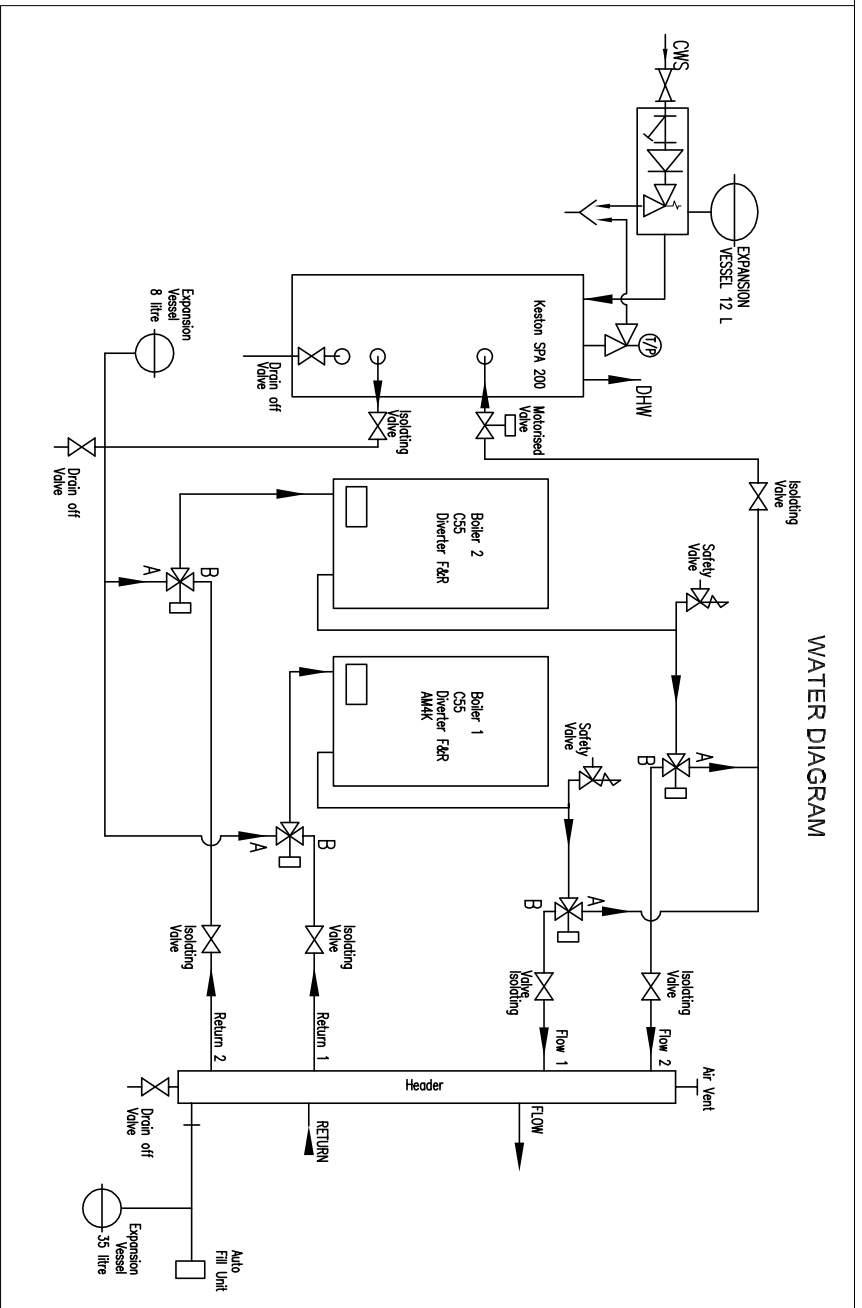 WATER DIAGRAM
CWS
EXPANSION
VESSEL 12 L
T/P
DHW
Keston SPA 200
Drain off
Valve
Isolating
Valve
Motorised
Valve
Isolating
Valve
Expansion
Vessel
8 litre
Drain off
Valve
Boiler 2
C55
Diverter F&R
Safety
Valve
A
B
A
B
Boiler 1
C55
Diverter F&R
AM4K
Safety
Valve
A
B
A
B
Isolating
Valve
Flow 2
Valve
Isolating
Flow 1
Isolating
Valve
Return 1
Isolating
Valve
Return 2
Air Vent
Header
FLOW
RETURN
Drain off
Valve
Expansion
Vessel
35 litre
Auto
Fill Unit